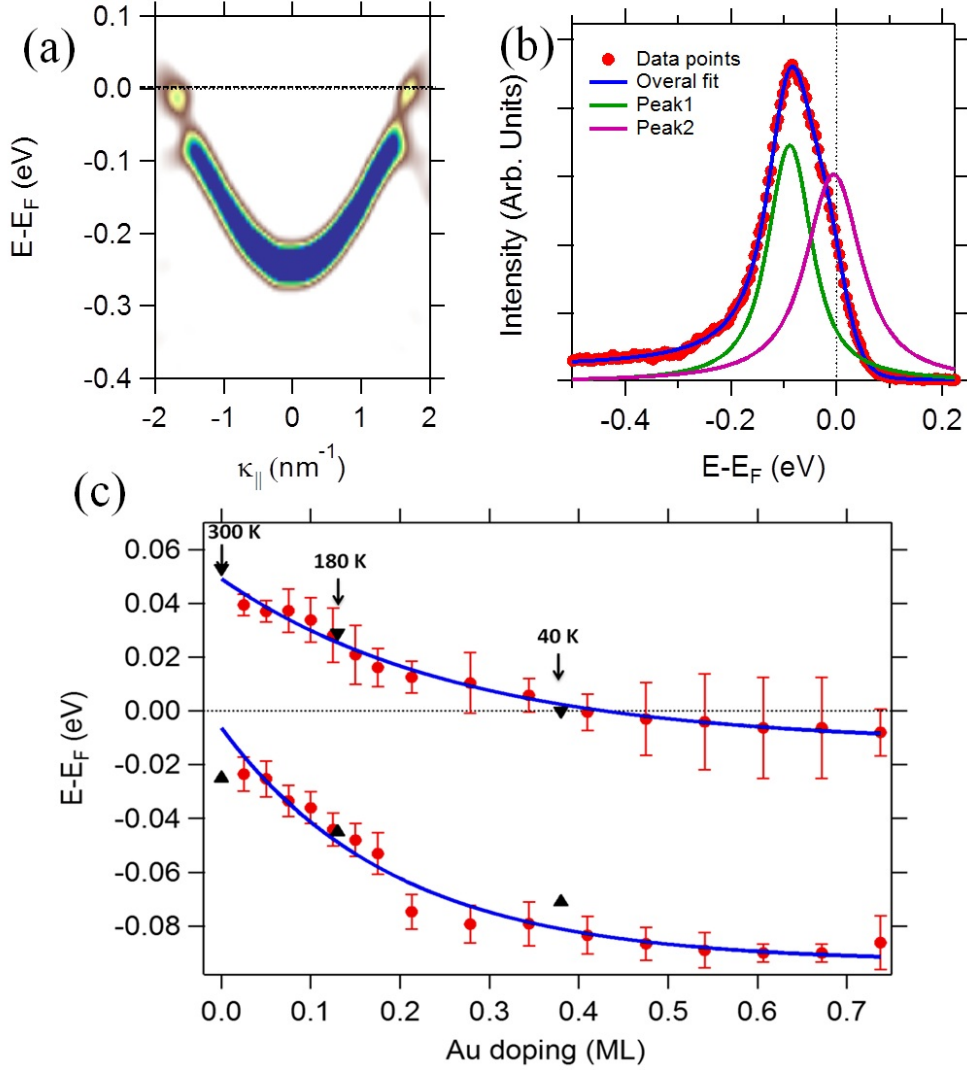 (a)
0.1
0.0
-0.1
-0.2
-0.3
-0.4
E-E_F (eV)
-2 -1 0 1 2
κ_|| (nm^-1)
(b)
Data points
Overal fit
Peak1
Peak2
Intensity (Arb. Units)
-0.4 -0.2 0.0 0.2
E-E_F (eV)
(c)
300 K
180 K
40 K
0.06
0.04
0.02
0.00
-0.02
-0.04
-0.06
-0.08
E-E_F (eV)
0.0 0.1 0.2 0.3 0.4 0.5 0.6 0.7
Au doping (ML)